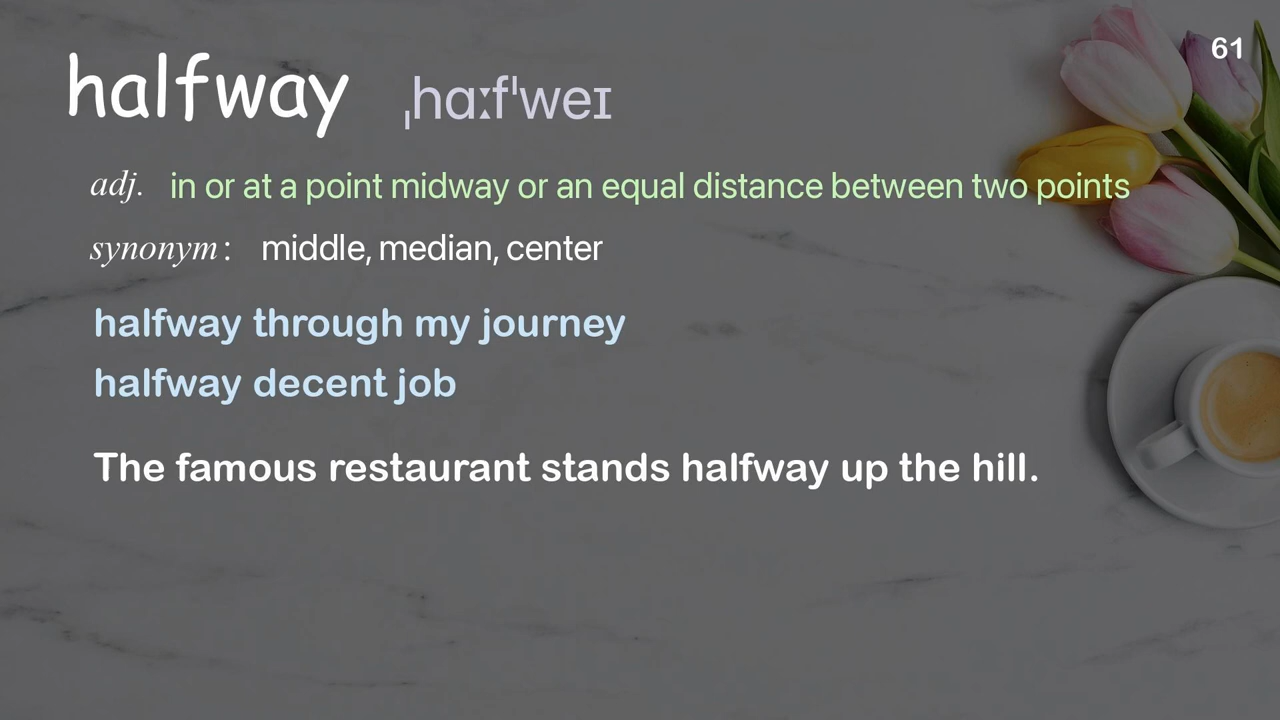 61
halfway ˌhɑːfˈweɪ
adj. in or at a point midway or an equal distance between two points
synonym: middle, median, center
halfway through my journey
halfway decent job
The famous restaurant stands halfway up the hill.